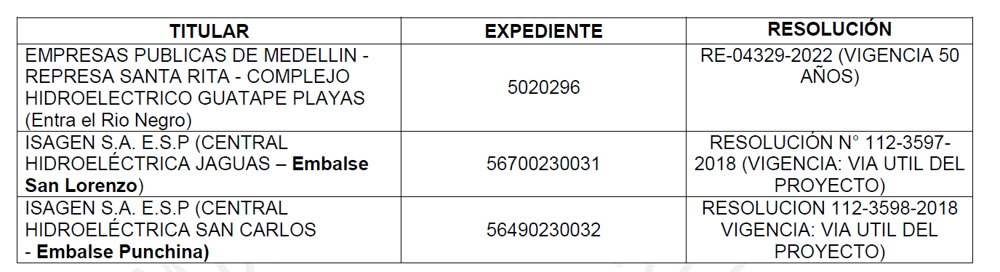 TITULAR
EXPEDIENTE
RESOLUCIÓN
EMPRESAS PUBLICAS DE MEDELLIN -
REPRESA SANTA RITA - COMPLEJO
HIDROELECTRICO GUATAPE PLAYAS
(Entra el Rio Negro)
5020296
RE-04329-2022 (VIGENCIA 50
AÑOS)
ISAGEN S.A. E.S.P (CENTRAL
HIDROELÉCTRICA JAGUAS – Embalse
San Lorenzo)
56700230031
RESOLUCIÓN N° 112-3597-
2018 (VIGENCIA: VIA UTIL DEL
PROYECTO)
ISAGEN S.A. E.S.P (CENTRAL
HIDROELÉCTRICA SAN CARLOS
- Embalse Punchina)
56490230032
RESOLUCION 112-3598-2018
VIGENCIA: VIA UTIL DEL
PROYECTO)